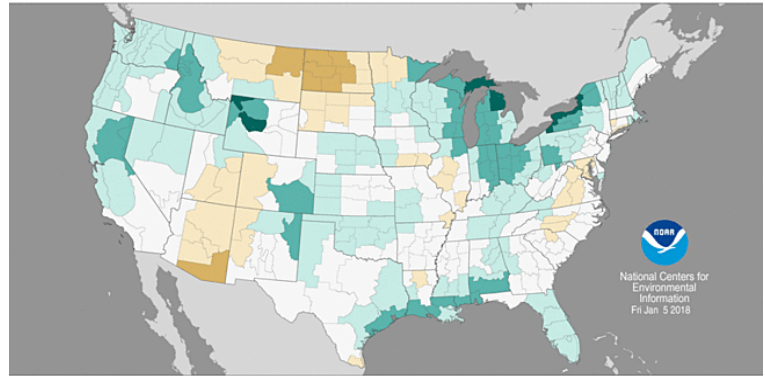 NOAA
National Centers for
Environmental
Information
Fri Jan 5 2018